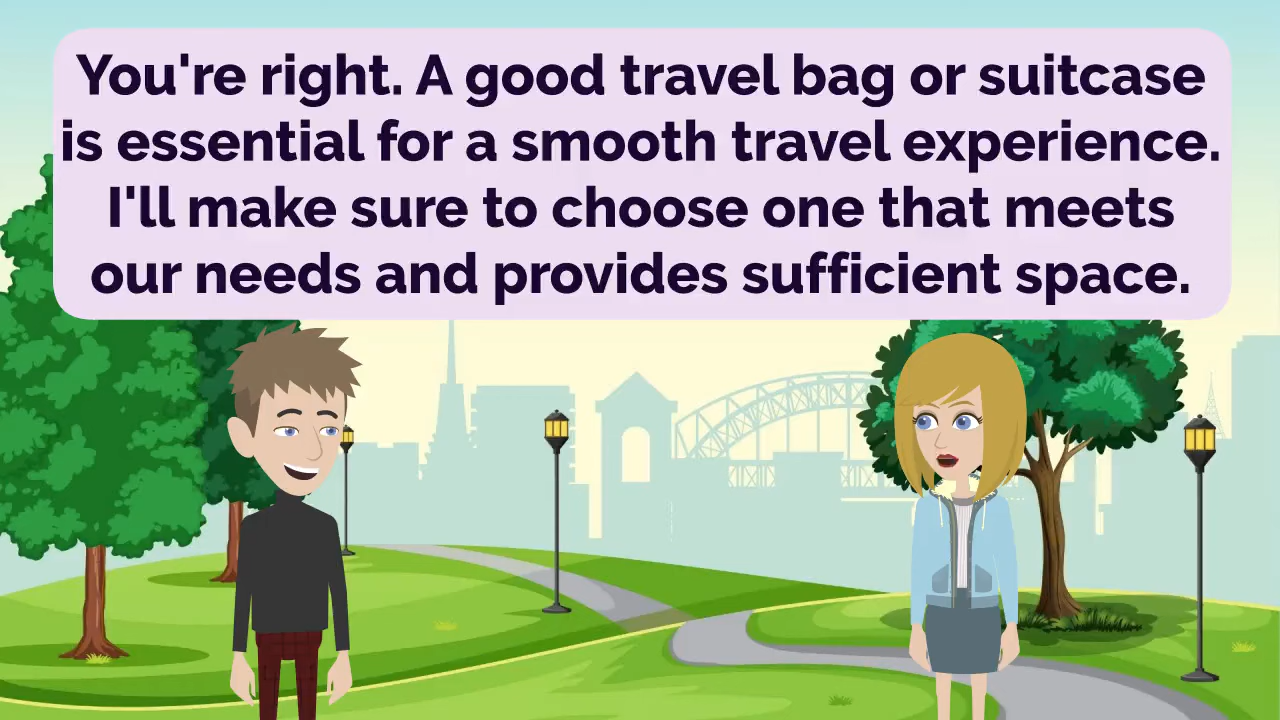 You're right. A good travel bag or suitcase
is essential for a smooth travel experience.
I'll make sure to choose one that meets
our needs and provides sufficient space.